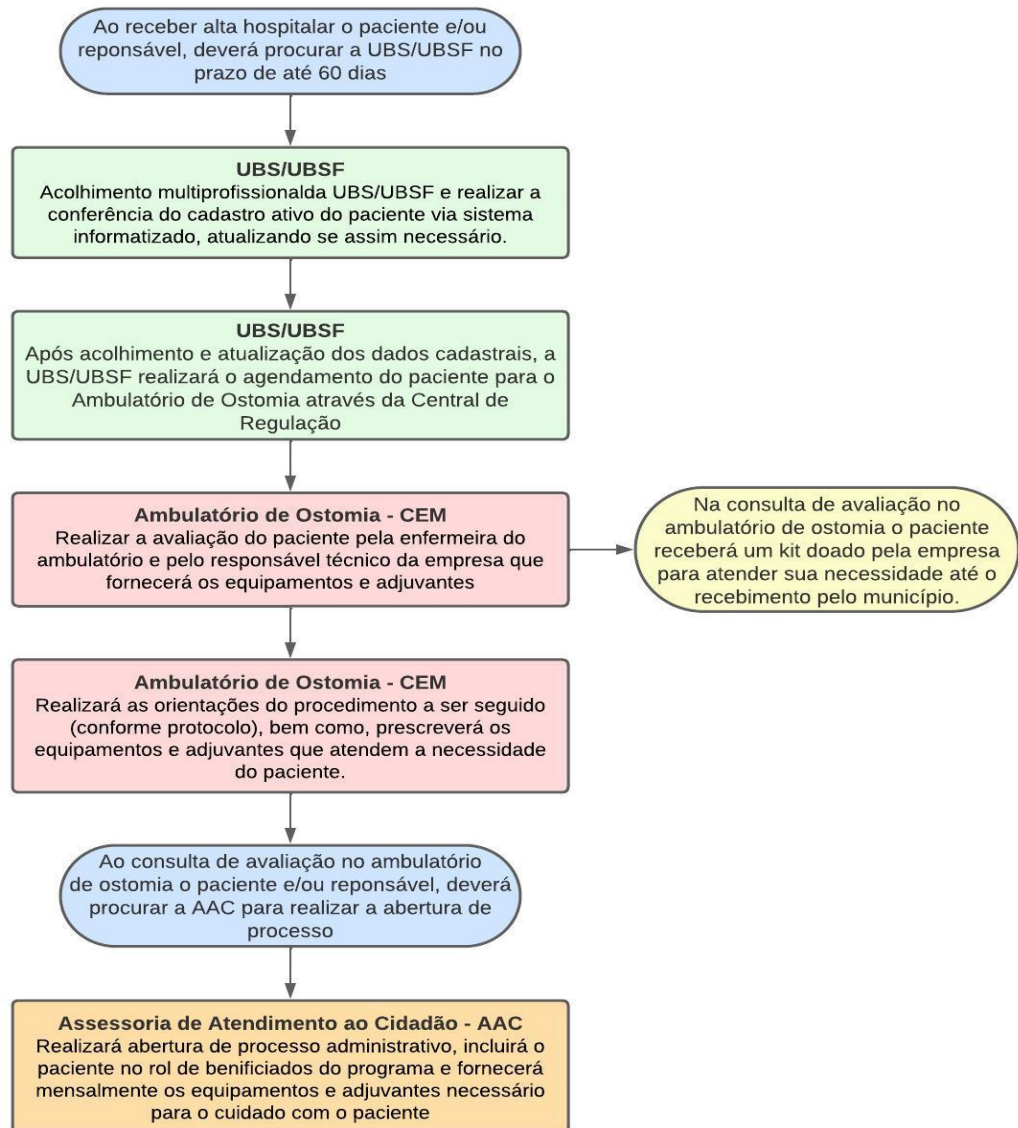 Ao receber alta hospitalar o paciente e/ou
reponsável, deverá procurar a UBS/UBSF no
prazo de até 60 dias
UBS/UBSF
Acolhimento multiprofissionalda UBS/UBSF e realizar a
conferência do cadastro ativo do paciente via sistema
informatizado, atualizando se assim necessário.
UBS/UBSF
Após acolhimento e atualização dos dados cadastrais, a
UBS/UBSF realizará o agendamento do paciente para o
Ambulatório de Ostomia através da Central de
Regulação
Ambulatório de Ostomia - CEM
Realizar a avaliação do paciente pela enfermeira do
ambulatório e pelo responsável técnico da empresa que
fornecerá os equipamentos e adjuvantes
Na consulta de avaliação no
ambulatório de ostomia o paciente
receberá um kit doado pela empresa
para atender sua necessidade até o
recebimento pelo município.
Ambulatório de Ostomia - CEM
Realizará as orientações do procedimento a ser seguido
(conforme protocolo), bem como, prescreverá os
equipamentos e adjuvantes que atendem a necessidade
do paciente.
Ao consulta de avaliação no ambulatório
de ostomia o paciente e/ou reponsável, deverá
procurar a AAC para realizar a abertura de
processo
Assessoria de Atendimento ao Cidadão - AAC
Realizará abertura de processo administrativo, incluirá o
paciente no rol de benificiados do programa e fornecerá
mensalmente os equipamentos e adjuvantes necessário
para o cuidado com o paciente